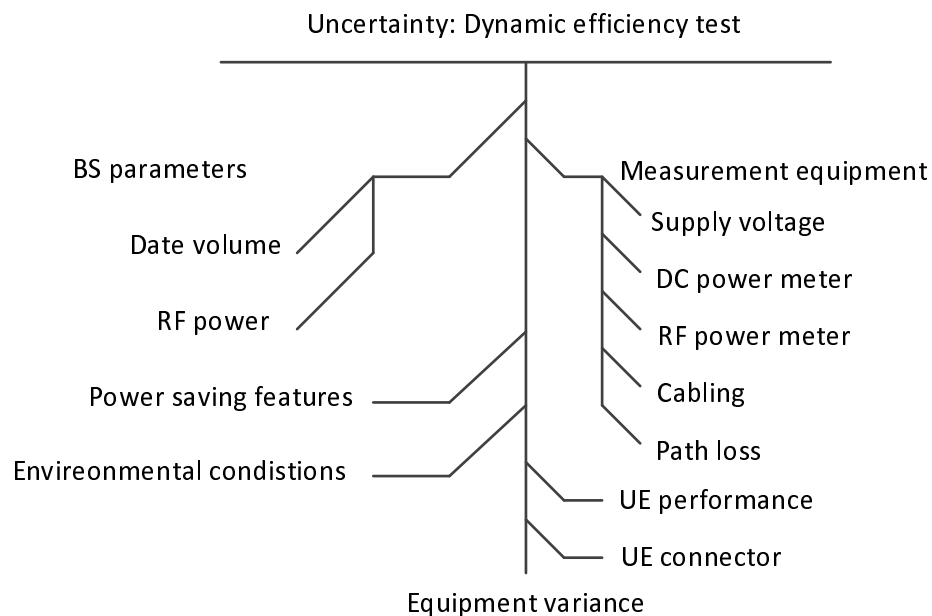 Uncertainty: Dynamic efficiency test
BS parameters
Measurement equipment
Supply voltage
Date volume
DC power meter
RF power
RF power meter
Power saving features
Cabling
Path loss
Envireonmental condistions
UE performance
UE connector
Equipment variance